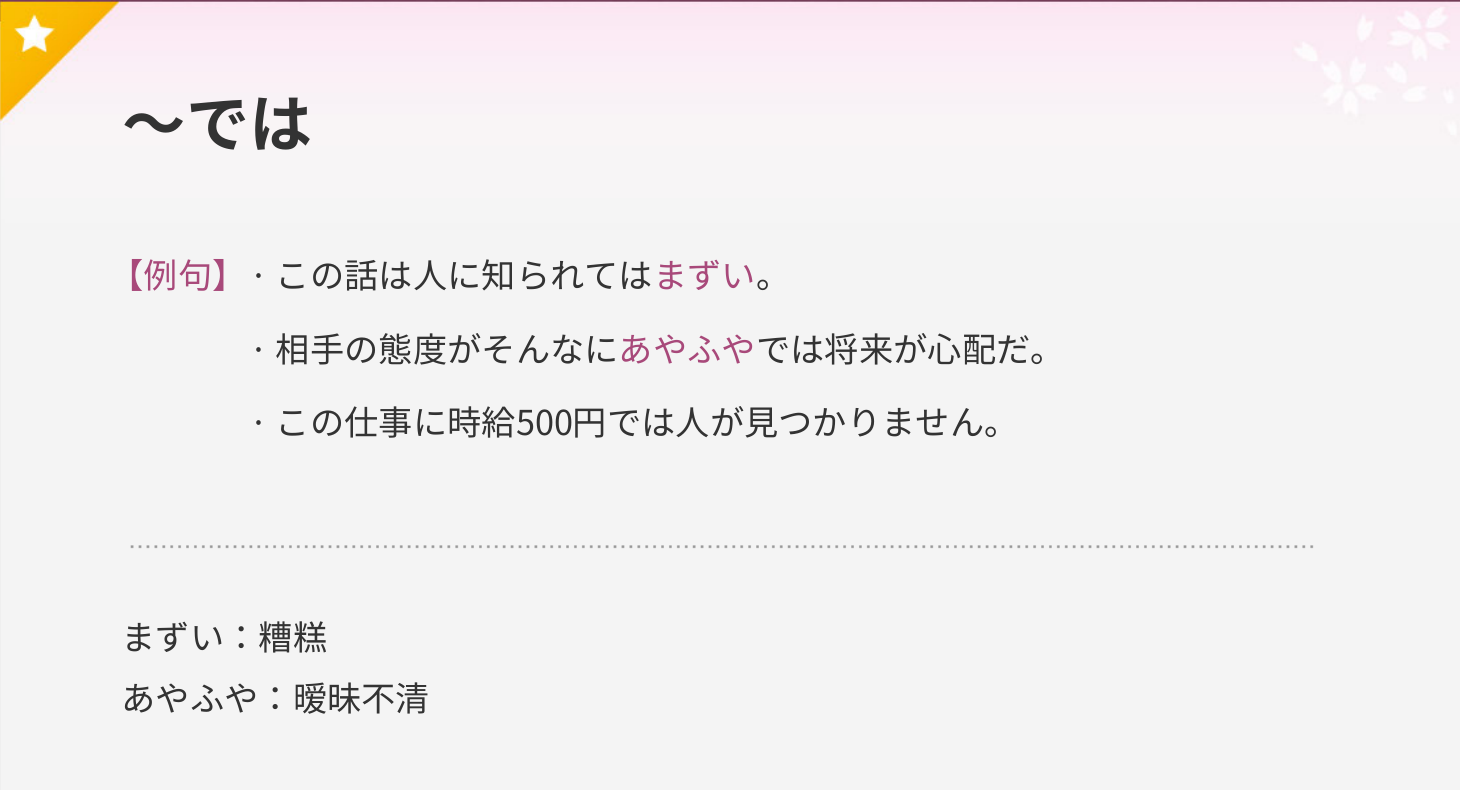 ～では
【例句】・この話は人に知られてはまずい。
・相手の態度がそんなにあやふやでは将来が心配だ。
・この仕事に時給500円では人が見つかりません。
まずい：糟糕
あやふや：暧昧不清